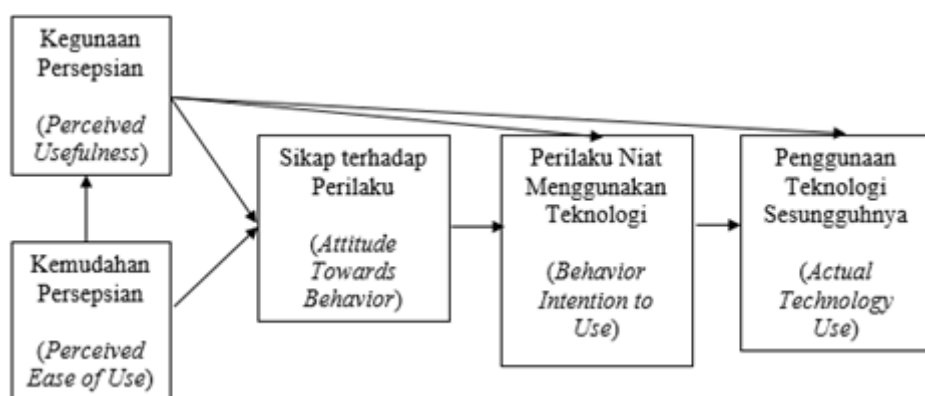 Kegunaan
Persepsian
(Perceived
Usefulness)
Kemudahan
Persepsian
(Perceived
Ease of Use)
Sikap terhadap
Perilaku
(Attitude
Towards
Behavior)
Perilaku Niat
Menggunakan
Teknologi
(Behavior
Intention to
Use)
Penggunaan
Teknologi
Sesungguhnya
(Actual
Technology
Use)